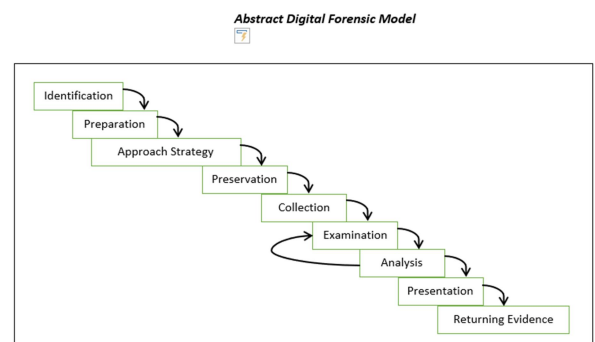 Abstract Digital Forensic Model
Identification
Preparation
Approach Strategy
Preservation
Collection
Examination
Analysis
Presentation
Returning Evidence